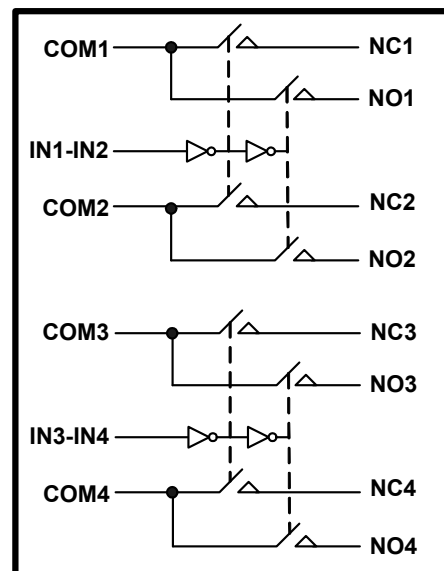 COM1 NC1
NO1
IN1-IN2
COM2 NC2
NO2
COM3 NC3
NO3
IN3-IN4
COM4 NC4
NO4